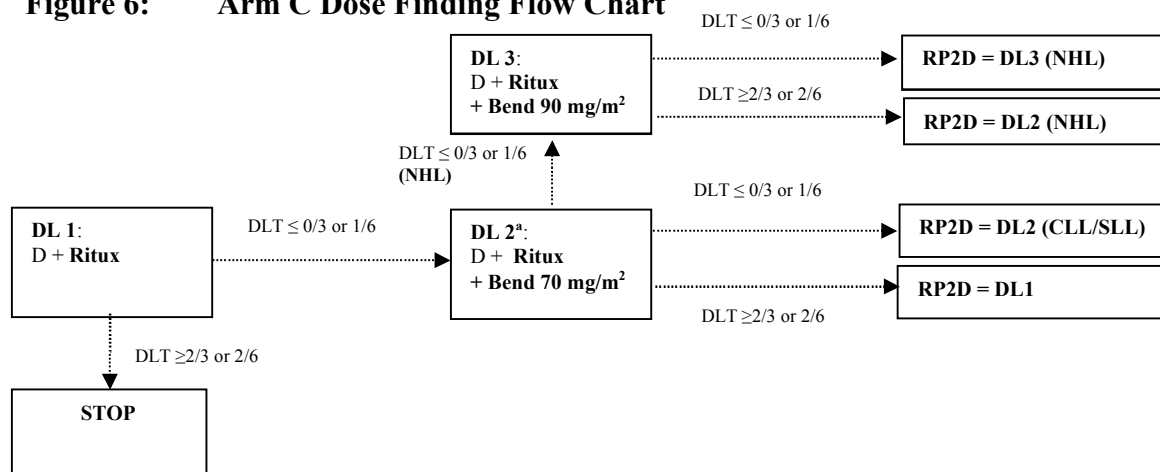 Figure 6: Arm C Dose Finding Flow Chart
DLT ≤ 0/3 or 1/6
DL 3:
D + Ritux
+ Bend 90 mg/m²
RP2D = DL3 (NHL)
DLT ≥2/3 or 2/6
RP2D = DL2 (NHL)
DLT ≤ 0/3 or 1/6
(NHL)
DLT ≤ 0/3 or 1/6
DL 1:
D + Ritux
DLT ≤ 0/3 or 1/6
DL 2ª:
D + Ritux
+ Bend 70 mg/m²
RP2D = DL2 (CLL/SLL)
RP2D = DL1
DLT ≥2/3 or 2/6
DLT ≥2/3 or 2/6
STOP